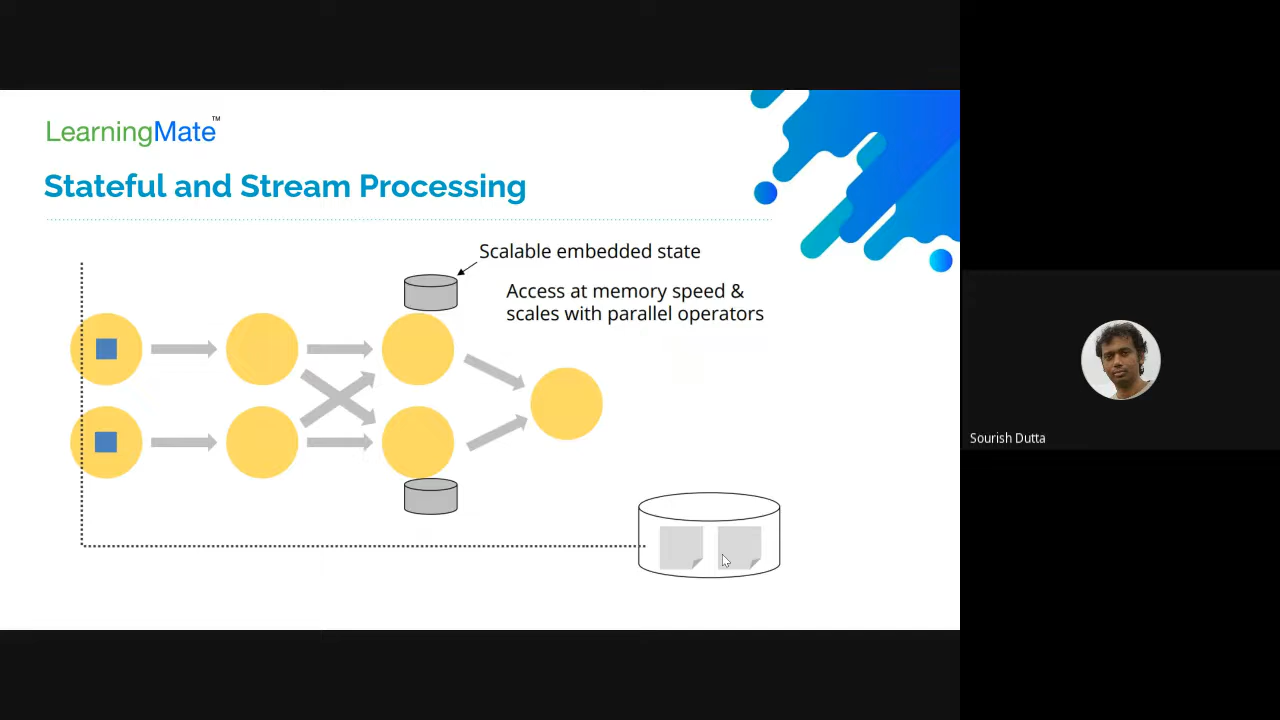 LearningMate™
Stateful and Stream Processing
Scalable embedded state
Access at memory speed &
scales with parallel operators
Sourish Dutta